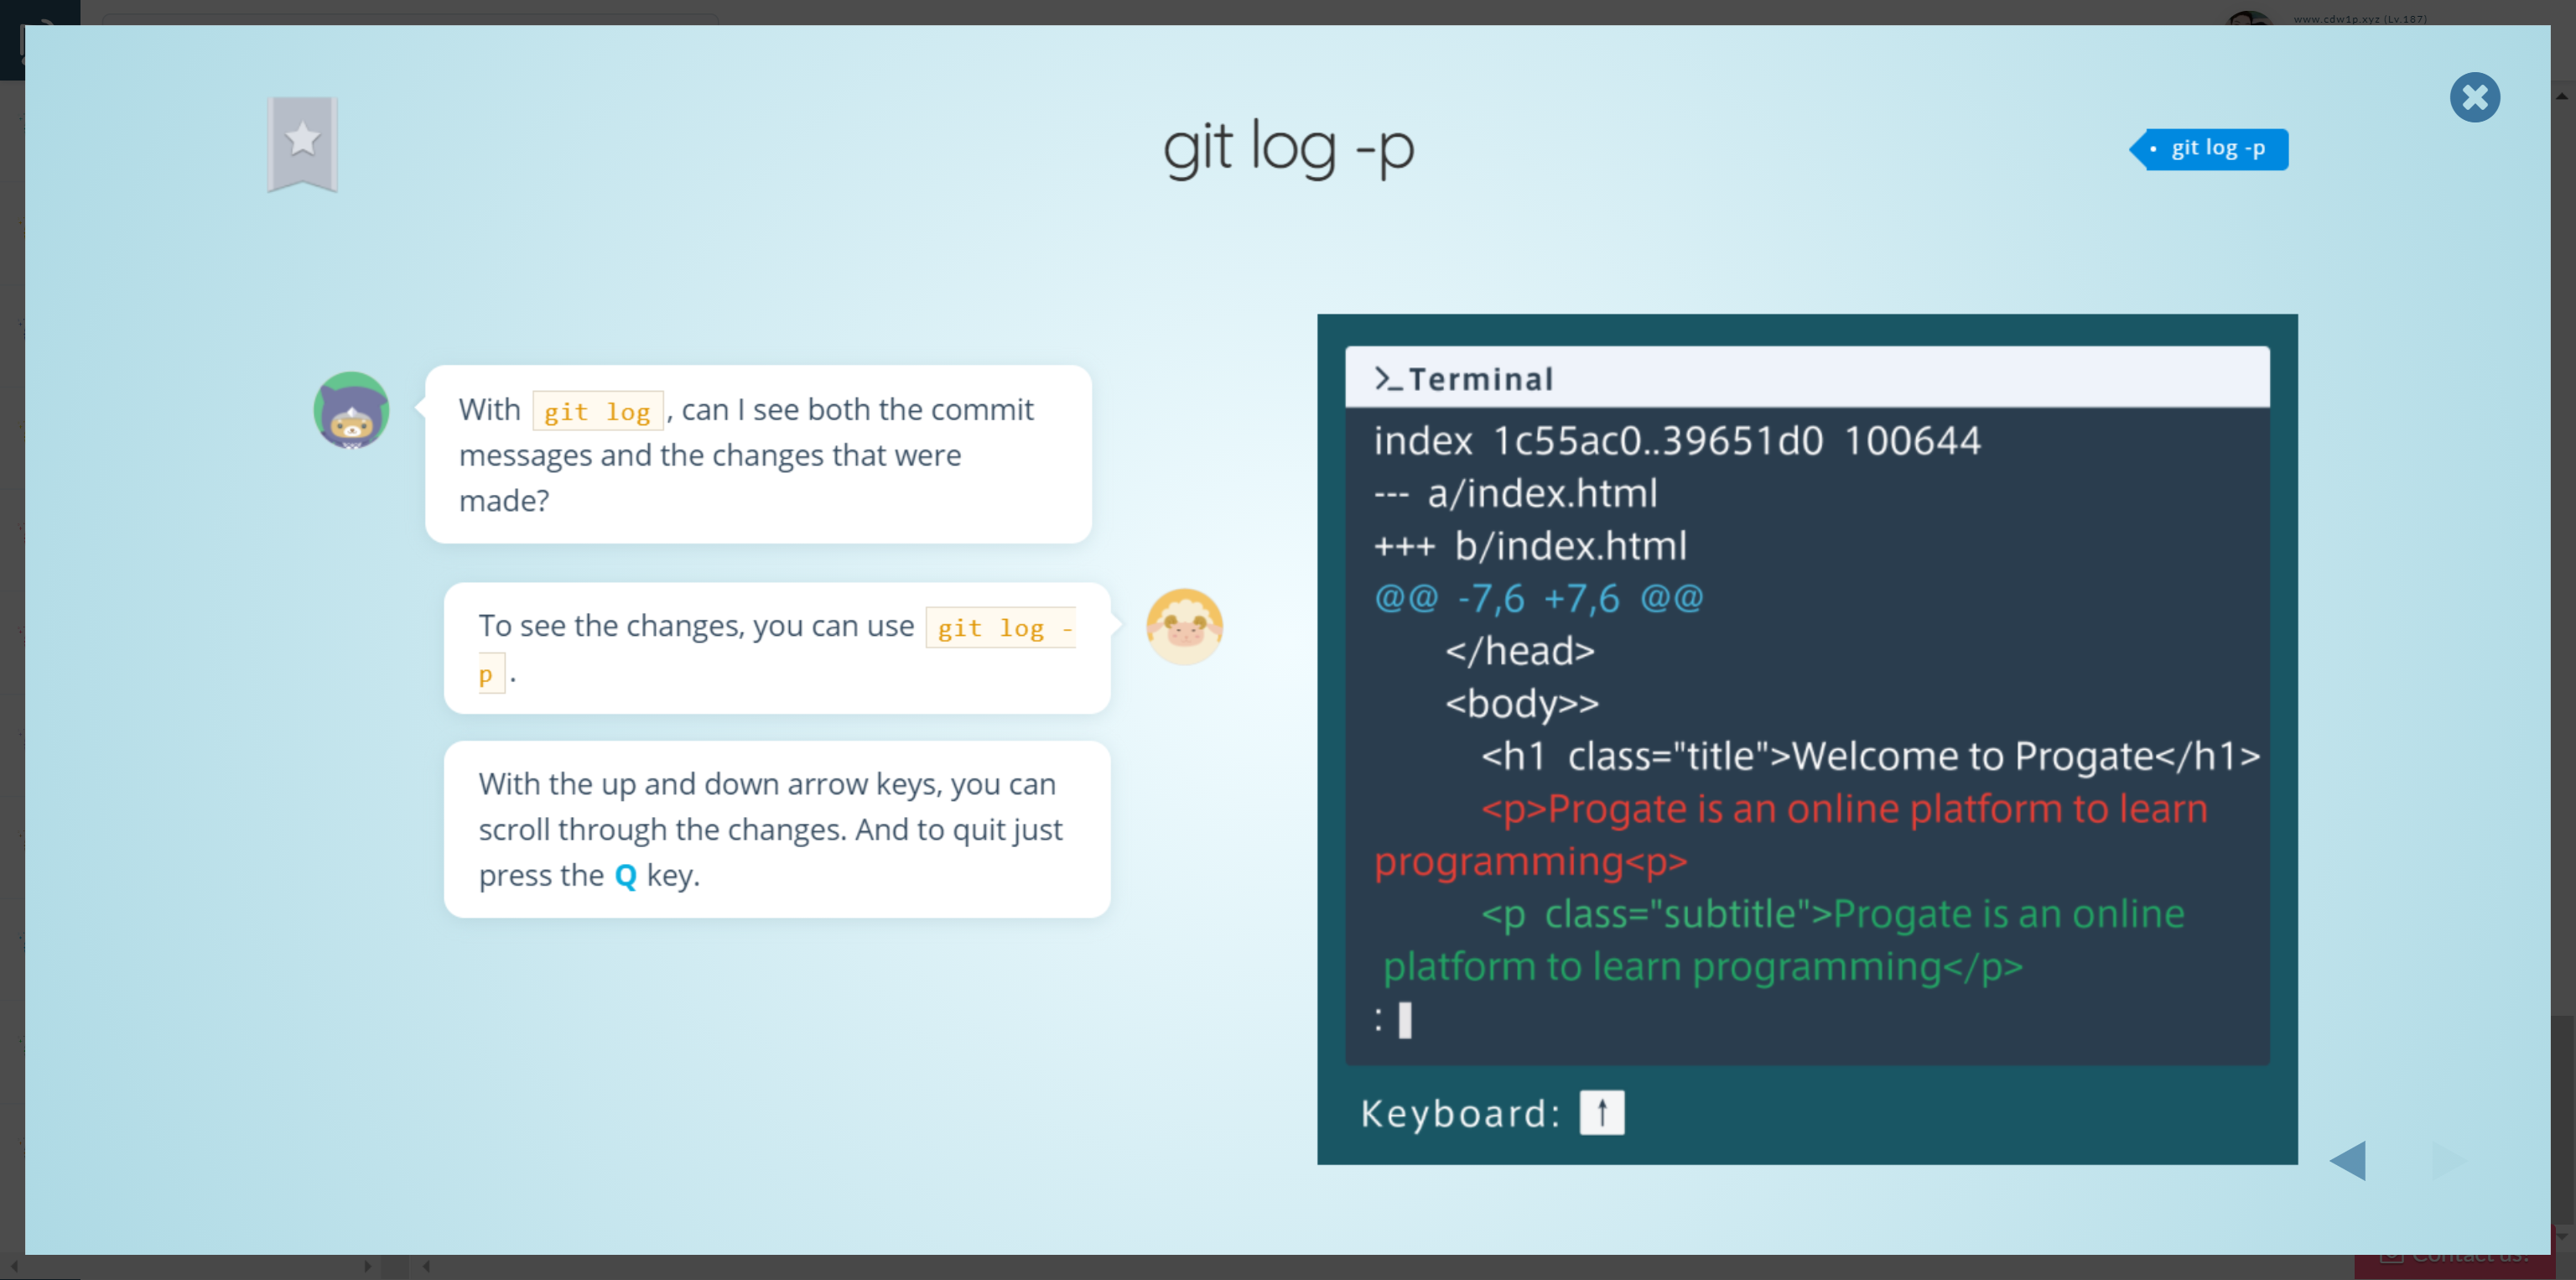 www.cdw1p.xyz (Lv.187)
git log -p
• git log -p
With git log , can I see both the commit
messages and the changes that were
made?
To see the changes, you can use git log -
p .
With the up and down arrow keys, you can
scroll through the changes. And to quit just
press the Q key.
>_Terminal
index 1c55ac0..39651d0 100644
--- a/index.html
+++ b/index.html
@@ -7,6 +7,6 @@
</head>
<body>>
<h1 class="title">Welcome to Progate</h1>
<p>Progate is an online platform to learn
programming<p>
<p class="subtitle">Progate is an online
platform to learn programming</p>
:
Keyboard: ↑
Contact us!